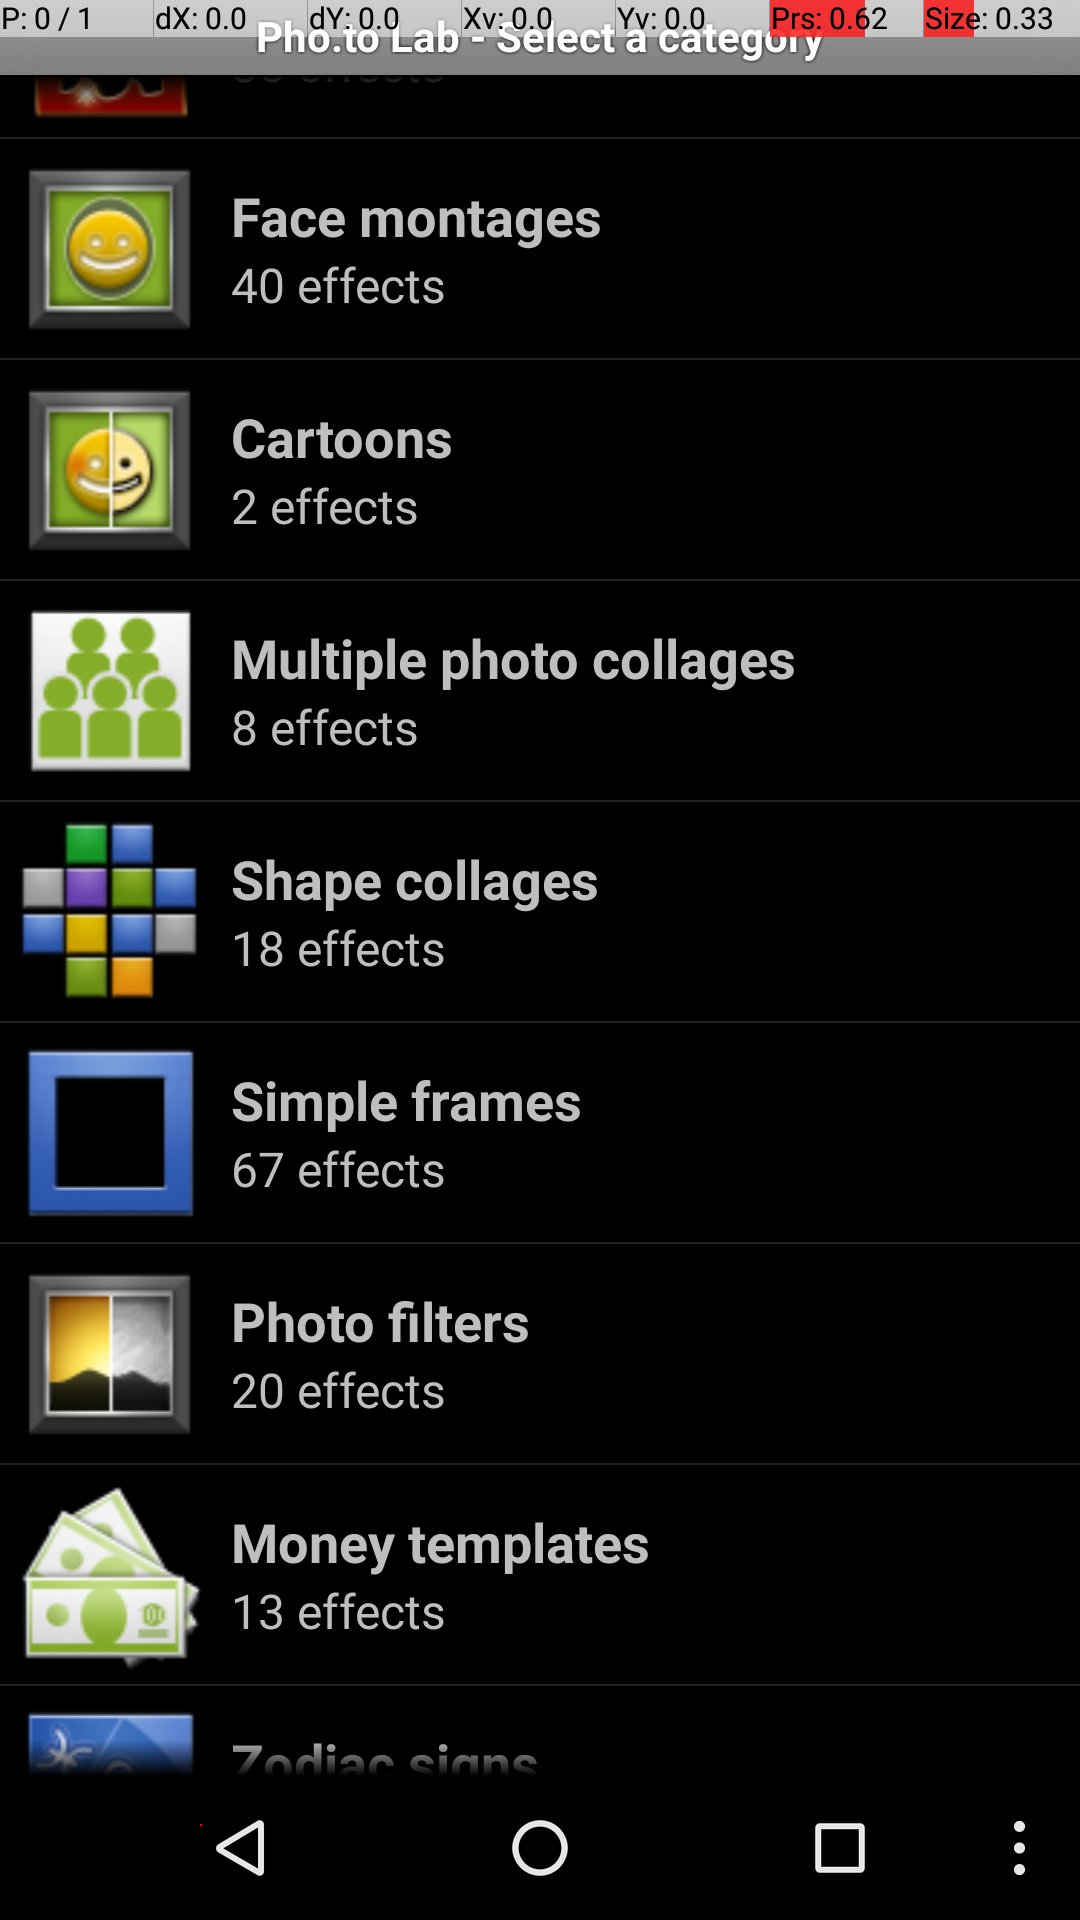 P: 0 / 1 dX: 0.0 dY: 0.0 Xv: 0.0 Yv: 0.0 Prs: 0.62 Size: 0.33
Pho.to Lab - Select a category
effects
Face montages
40 effects
Cartoons
2 effects
Multiple photo collages
8 effects
Shape collages
18 effects
Simple frames
67 effects
Photo filters
20 effects
Money templates
13 effects
Zodiac signs